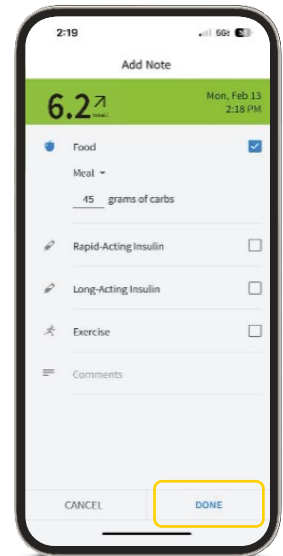 2:19
Add Note
6.2
Mon, Feb 13
2:18 PM
Food
Meal
45 grams of carbs
Rapid-Acting Insulin
Long-Acting Insulin
Exercise
Comments
CANCEL DONE